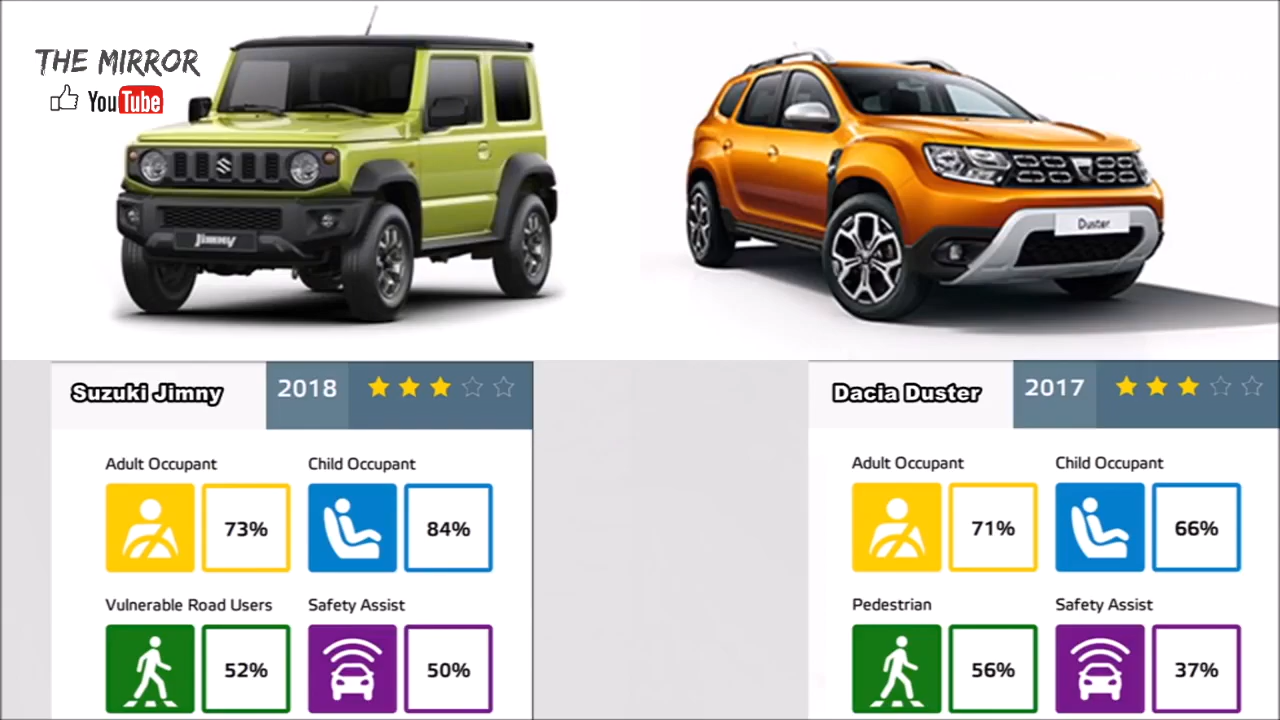 THE MIRROR
YouTube
Jimny
Duster
Suzuki Jimny
2018
Dacia Duster
2017
Adult Occupant
Child Occupant
73%
84%
Vulnerable Road Users
Safety Assist
52%
50%
Adult Occupant
Child Occupant
71%
66%
Pedestrian
Safety Assist
56%
37%